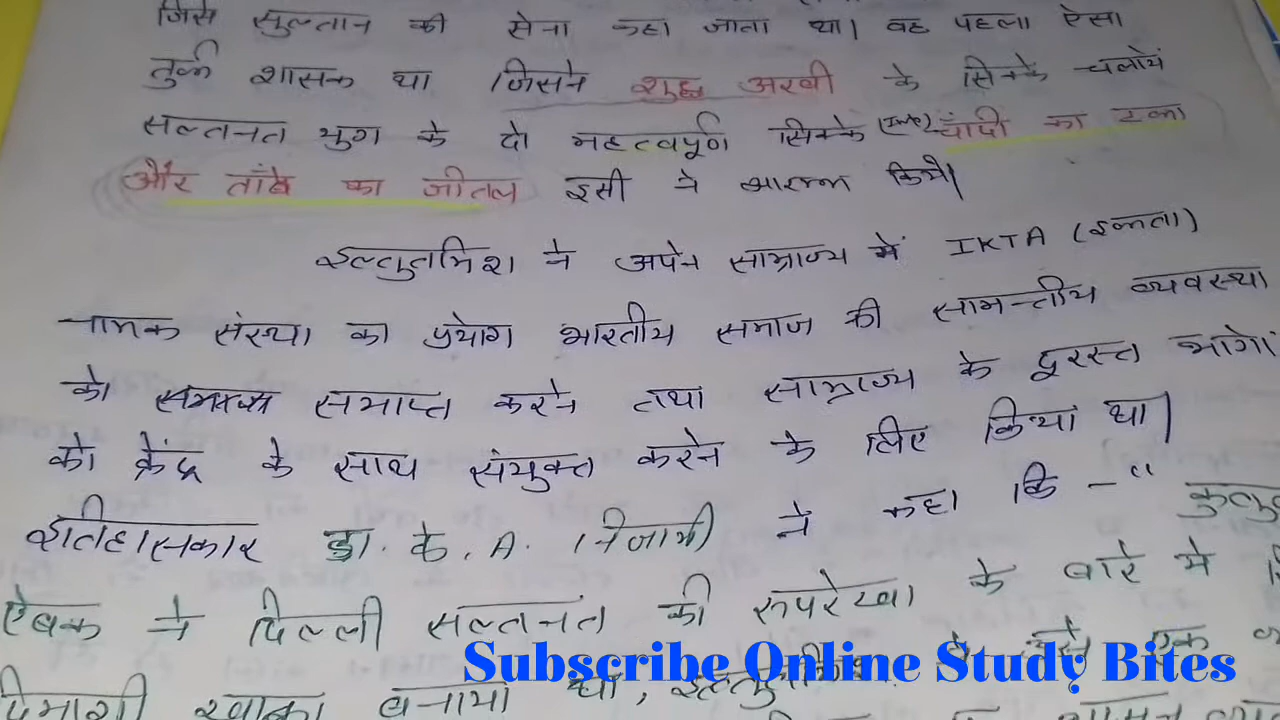 जिसे सुल्तान की सेना कहा जाता था। वह पहला ऐसा
तुर्की शासक था जिसने शुद्ध अरबी के सिक्के चलाये
सल्तनत युग के दो महत्वपूर्ण सिक्के (Imp) चांदी का टका
और तांबे का जीतल इसी ने आरम्भ किये।
इल्तुतमिश ने अपने साम्राज्य में IKTA (इक्ता)
नामक संस्था का प्रयोग भारतीय समाज की सामन्तीय व्यवस्था
को समाप्त करने तथा साम्राज्य के दूरस्त भागों
को केंद्र के साथ संयुक्त करने के लिए किया था।
इतिहासकार डा. के. A. निजामी ने कहा कि - “
ऐबक ने दिल्ली सल्तनत की रुपरेखा के बारे में
दिमागी खाका बनाया था,
Subscribe Online Study Bites